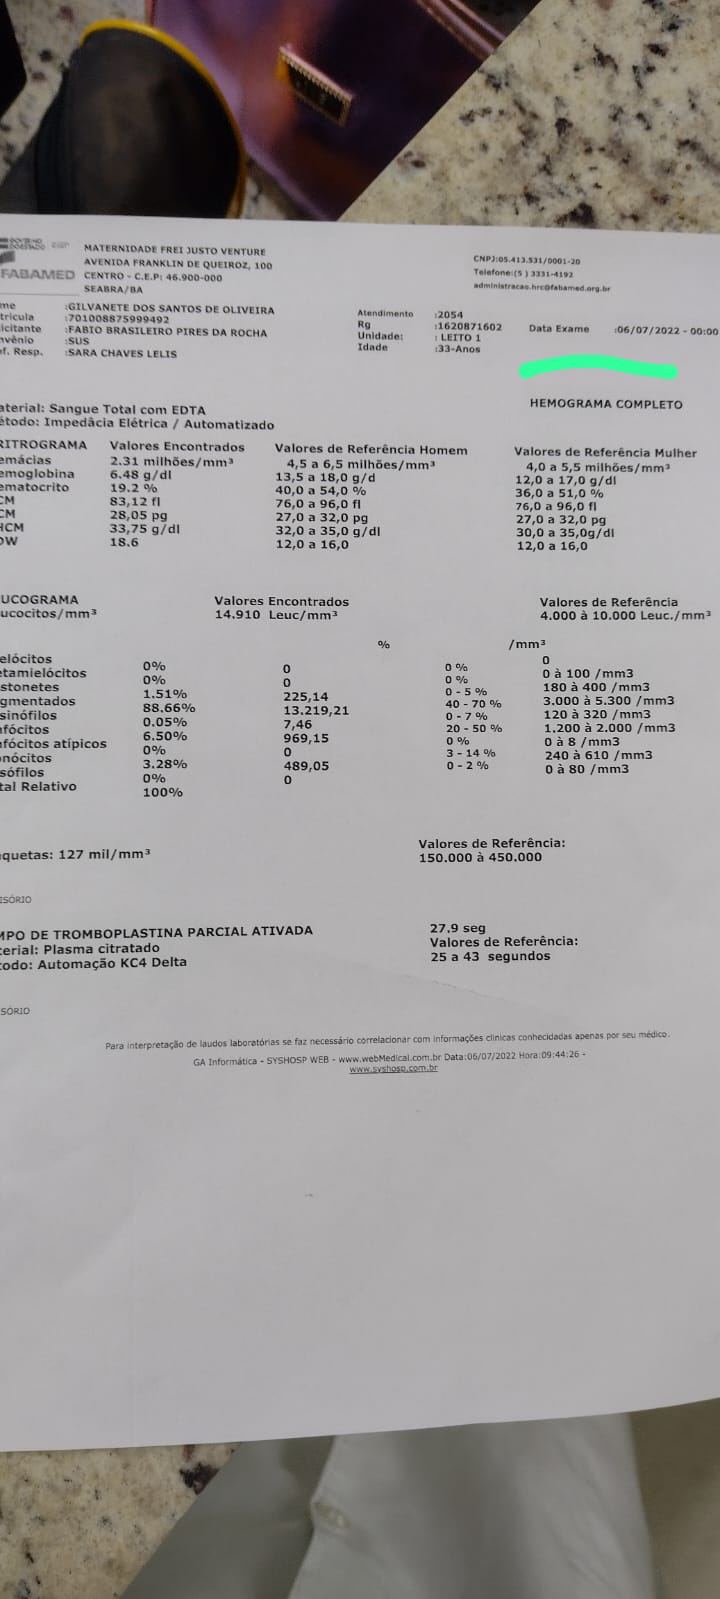 FABAMED
MATERNIDADE FREI JUSTO VENTURE
AVENIDA FRANKLIN DE QUEIROZ, 100
CENTRO - C.E.P: 46.900-000
SEABRA/BA
CNPJ:05.413.531/0001-20
Telefone:(5 ) 3331-4192
administracao.hrc@fabamed.org.br
me :GILVANETE DOS SANTOS DE OLIVEIRA
trícula :701008875999492
icitante :FABIO BRASILEIRO PIRES DA ROCHA
nvênio :SUS
of. Resp. :SARA CHAVES LELIS
Atendimento :2054
Rg :1620871602
Unidade: : LEITO 1
Idade :33-Anos
Data Exame :06/07/2022 - 00:00
HEMOGRAMA COMPLETO
aterial: Sangue Total com EDTA
étodo: Impedâcia Elétrica / Automatizado
RITROGRAMA Valores Encontrados Valores de Referência Homem Valores de Referência Mulher
emácias 2.31 milhões/mm³ 4,5 a 6,5 milhões/mm³ 4,0 a 5,5 milhões/mm³
emoglobina 6.48 g/dl 13,5 a 18,0 g/d 12,0 a 17,0 g/dl
ematocrito 19.2 % 40,0 a 54,0 % 36,0 a 51,0 %
CM 83,12 fl 76,0 a 96,0 fl 76,0 a 96,0 fl
CM 28,05 pg 27,0 a 32,0 pg 27,0 a 32,0 pg
HCM 33,75 g/dl 32,0 a 35,0 g/dl 30,0 a 35,0g/dl
DW 18.6 12,0 a 16,0 12,0 a 16,0
UCOGRAMA Valores Encontrados Valores de Referência
ucocitos/mm³ 14.910 Leuc/mm³ 4.000 à 10.000 Leuc./mm³
% /mm³
elócitos 0% 0 0 % 0
etamielócitos 0% 0 0 % 0 à 100 /mm3
stonetes 1.51% 225,14 0 - 5 % 180 à 400 /mm3
gmentados 88.66% 13.219,21 40 - 70 % 3.000 à 5.300 /mm3
sinófilos 0.05% 7,46 0 - 7 % 120 à 320 /mm3
nfócitos 6.50% 969,15 20 - 50 % 1.200 à 2.000 /mm3
nfócitos atípicos 0% 0 0 % 0 à 8 /mm3
onócitos 3.28% 489,05 3 - 14 % 240 à 610 /mm3
sófilos 0% 0 0 - 2 % 0 à 80 /mm3
tal Relativo 100%
aquetas: 127 mil/mm³
Valores de Referência:
150.000 à 450.000
ISÓRIO
MPO DE TROMBOPLASTINA PARCIAL ATIVADA 27.9 seg
terial: Plasma citratado Valores de Referência:
todo: Automação KC4 Delta 25 a 43 segundos
SÓRIO
Para interpretação de laudos laboratórias se faz necessário correlacionar com informações clinicas conhecidadas apenas por seu médico.
GA Informática - SYSHOSP WEB - www.webMedical.com.br Data:06/07/2022 Hora:09:44:26 -
www.syshosp.com.br